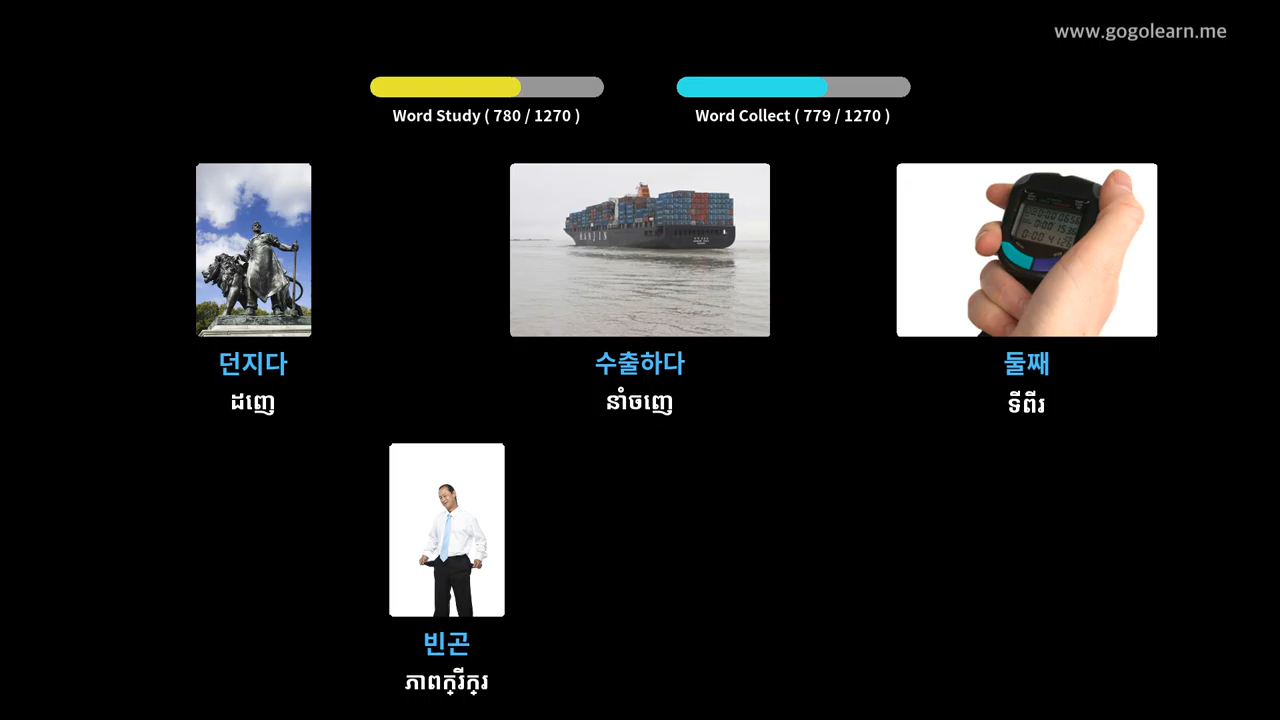 www.gogolearn.me
Word Study ( 780 / 1270 )
Word Collect ( 779 / 1270 )
HANJIN
던지다
수출하다
둘째
ដញេ
នាំចញេ
ទីពីរ
빈곤
ភាពក្រីក្រ